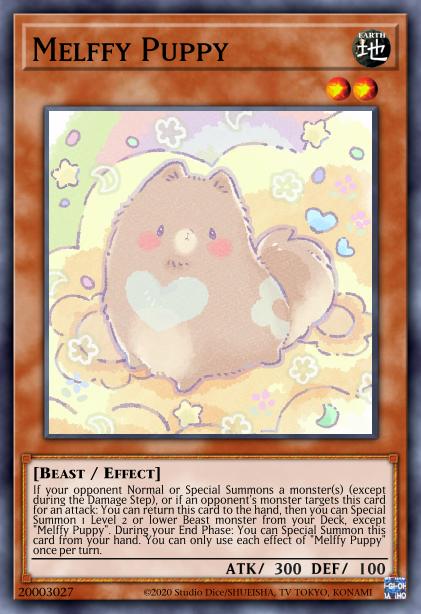 Melffy Puppy
EARTH
地
[Beast / Effect]
If your opponent Normal or Special Summons a monster(s) (except
during the Damage Step), or if an opponent's monster targets this card
for an attack: You can return this card to the hand, then you can Special
Summon 1 Level 2 or lower Beast monster from your Deck, except
"Melffy Puppy". During your End Phase: You can Special Summon this
card from your hand. You can only use each effect of "Melffy Puppy"
once per turn.
ATK/ 300 DEF/ 100
20003027
©2020 Studio Dice/SHUEISHA, TV TOKYO, KONAMI